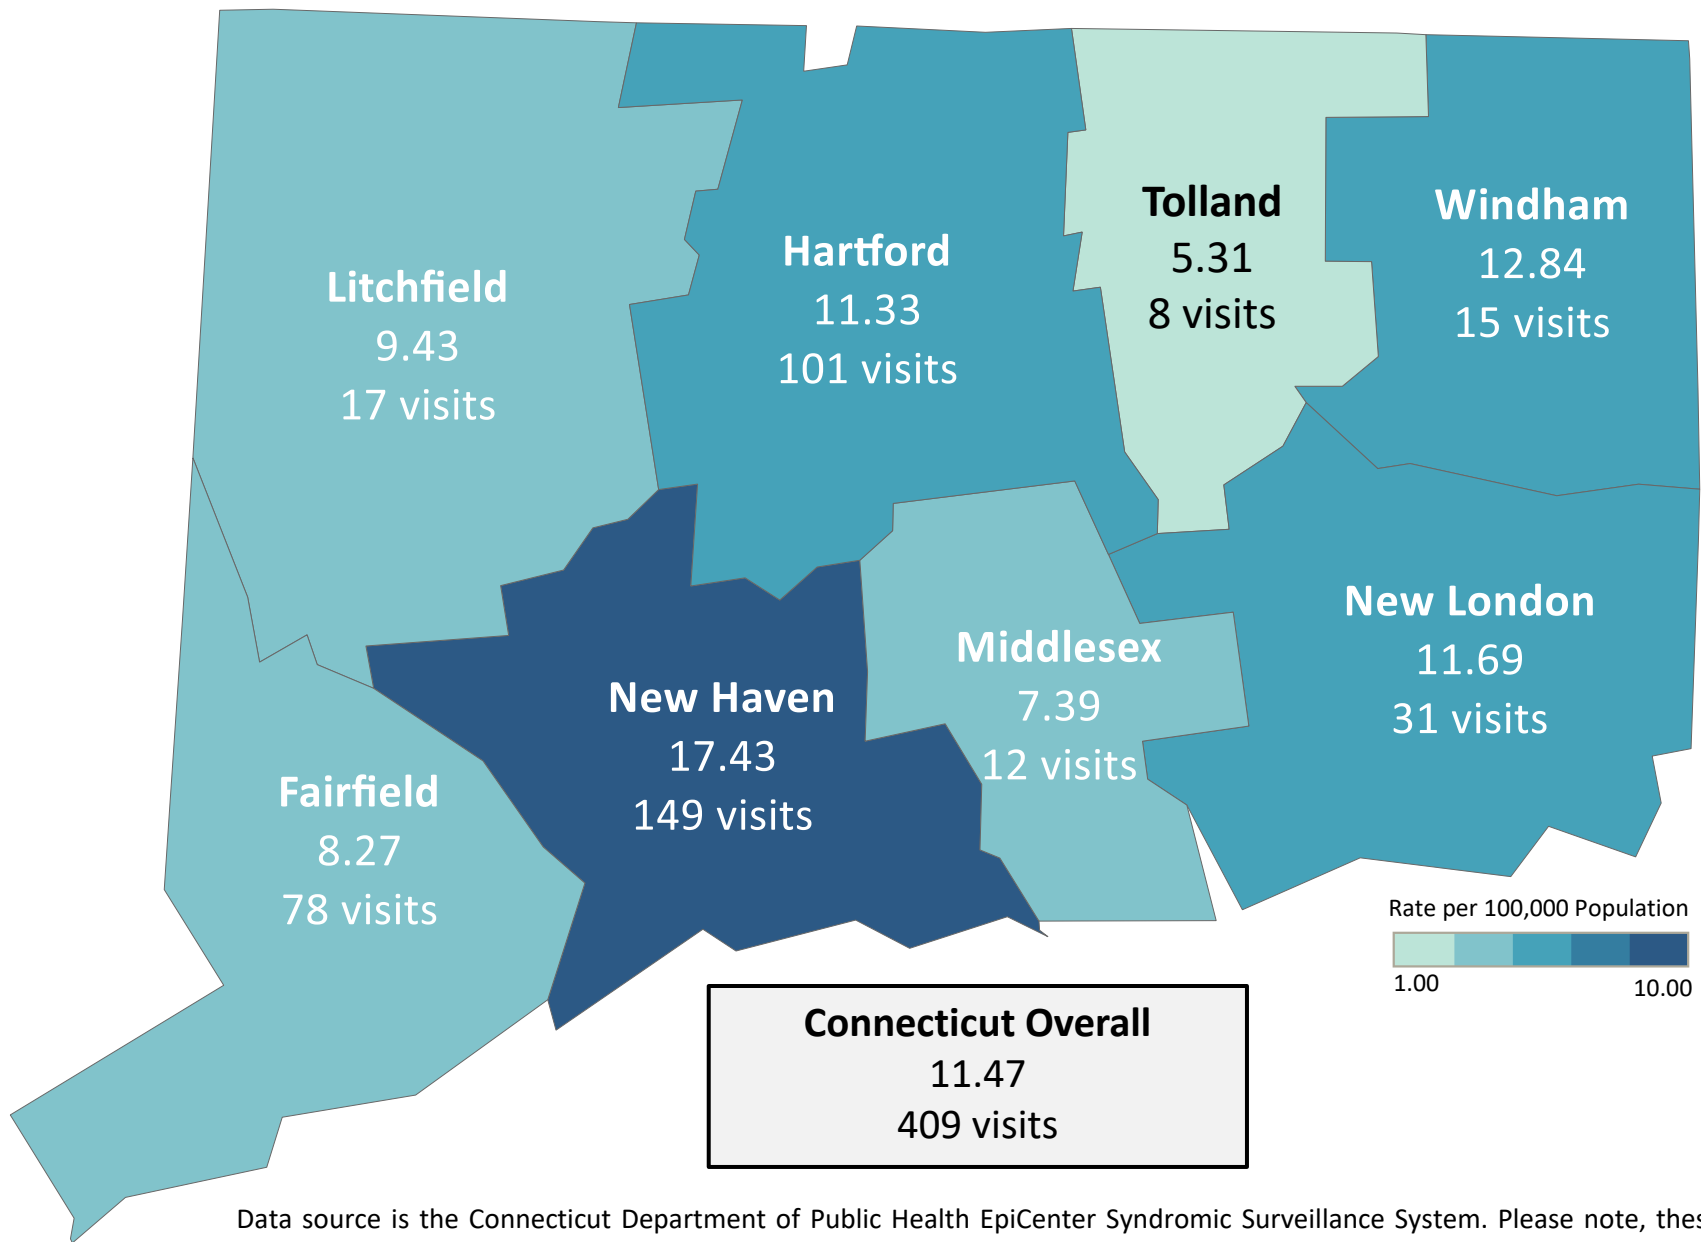 Litchfield
9.43
17 visits
Hartford
11.33
101 visits
Tolland
5.31
8 visits
Windham
12.84
15 visits
Fairfield
8.27
78 visits
New Haven
17.43
149 visits
Middlesex
7.39
12 visits
New London
11.69
31 visits
Rate per 100,000 Population
1.00
10.00
Connecticut Overall
11.47
409 visits
Data source is the Connecticut Department of Public Health EpiCenter Syndromic Surveillance System. Please note,